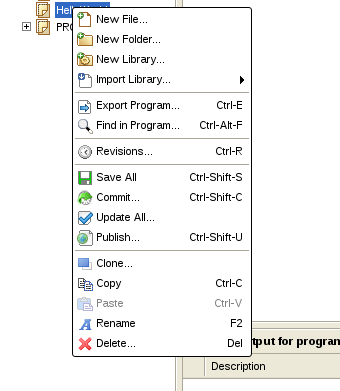 New File...
New Folder...
New Library...
Import Library...
Export Program... Ctrl-E
Find in Program... Ctrl-Alt-F
Revisions... Ctrl-R
Save All Ctrl-Shift-S
Commit... Ctrl-Shift-C
Update All...
Publish... Ctrl-Shift-U
Clone...
Copy Ctrl-C
Paste Ctrl-V
Rename F2
Delete... Del
for program
Description